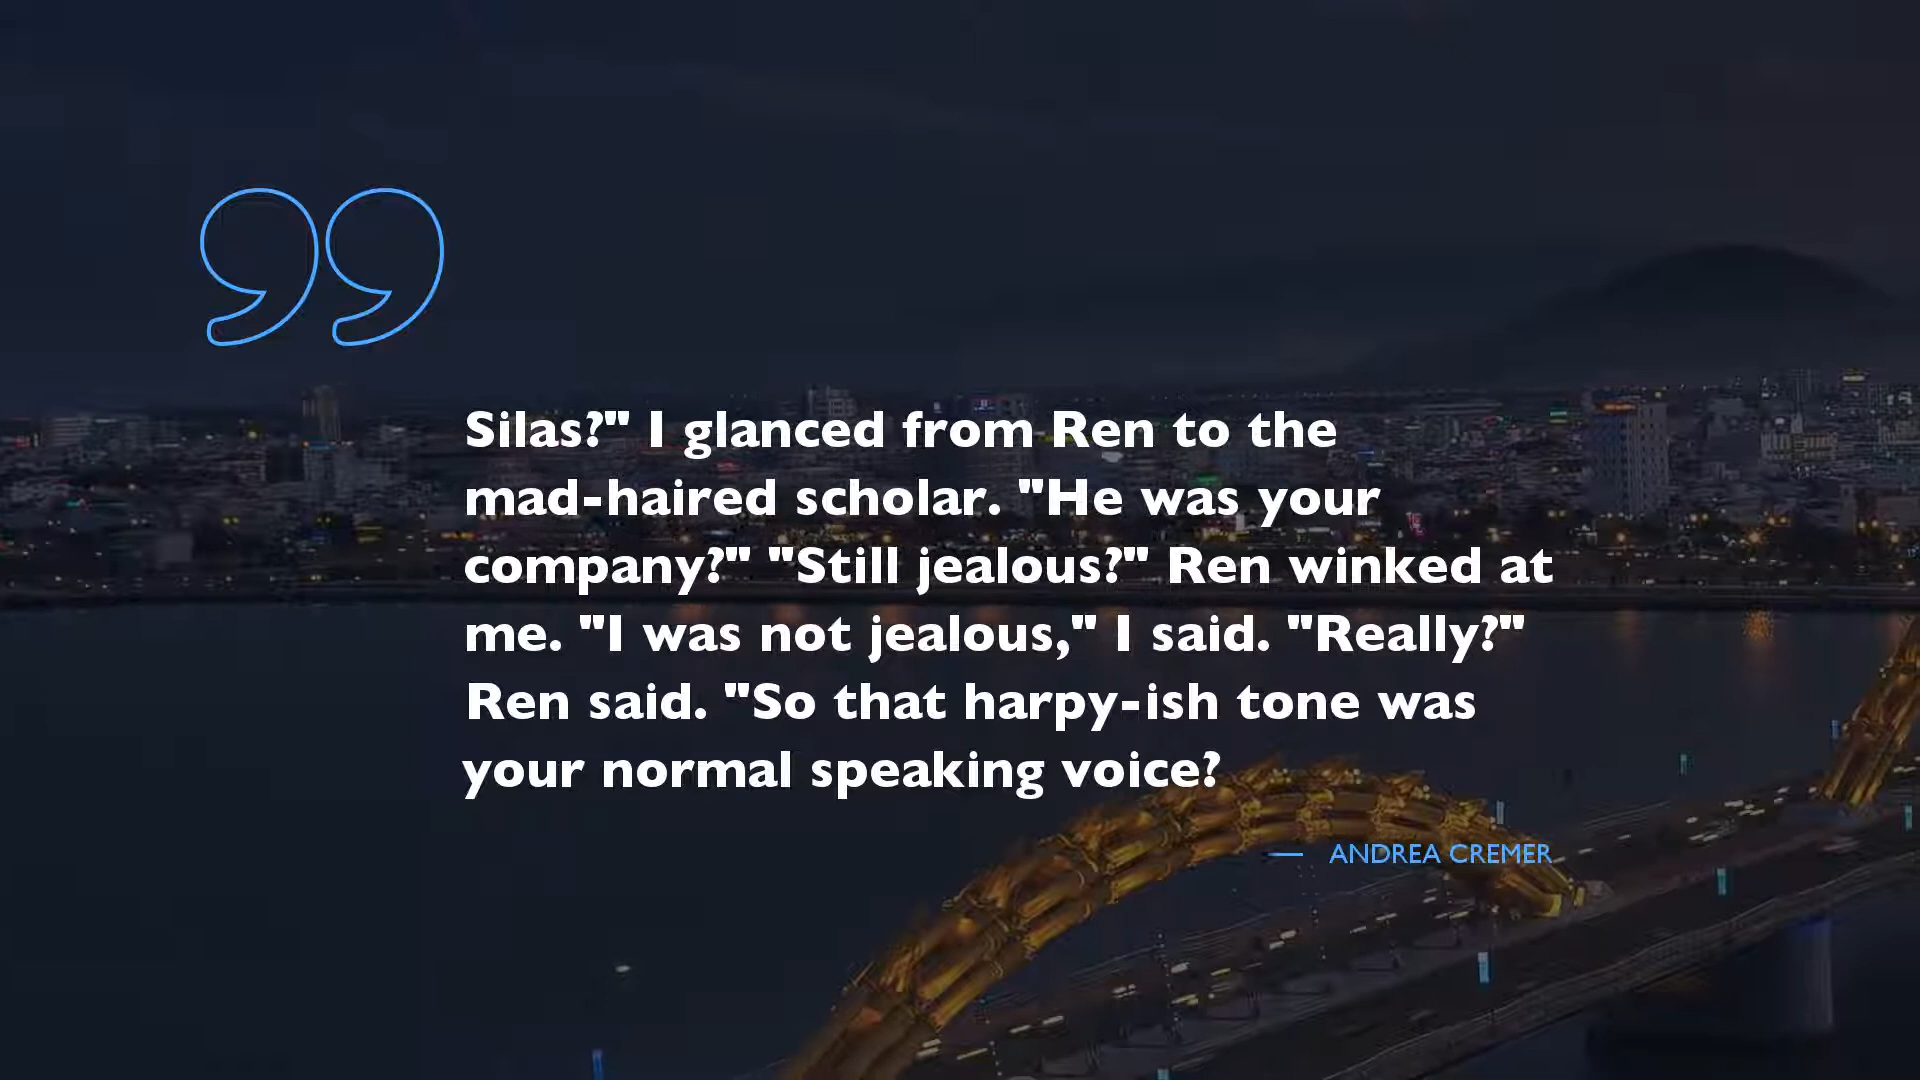 Silas?" I glanced from Ren to the
mad-haired scholar. "He was your
company?" "Still jealous?" Ren winked at
me. "I was not jealous," I said. "Really?"
Ren said. "So that harpy-ish tone was
your normal speaking voice?
— ANDREA CREMER